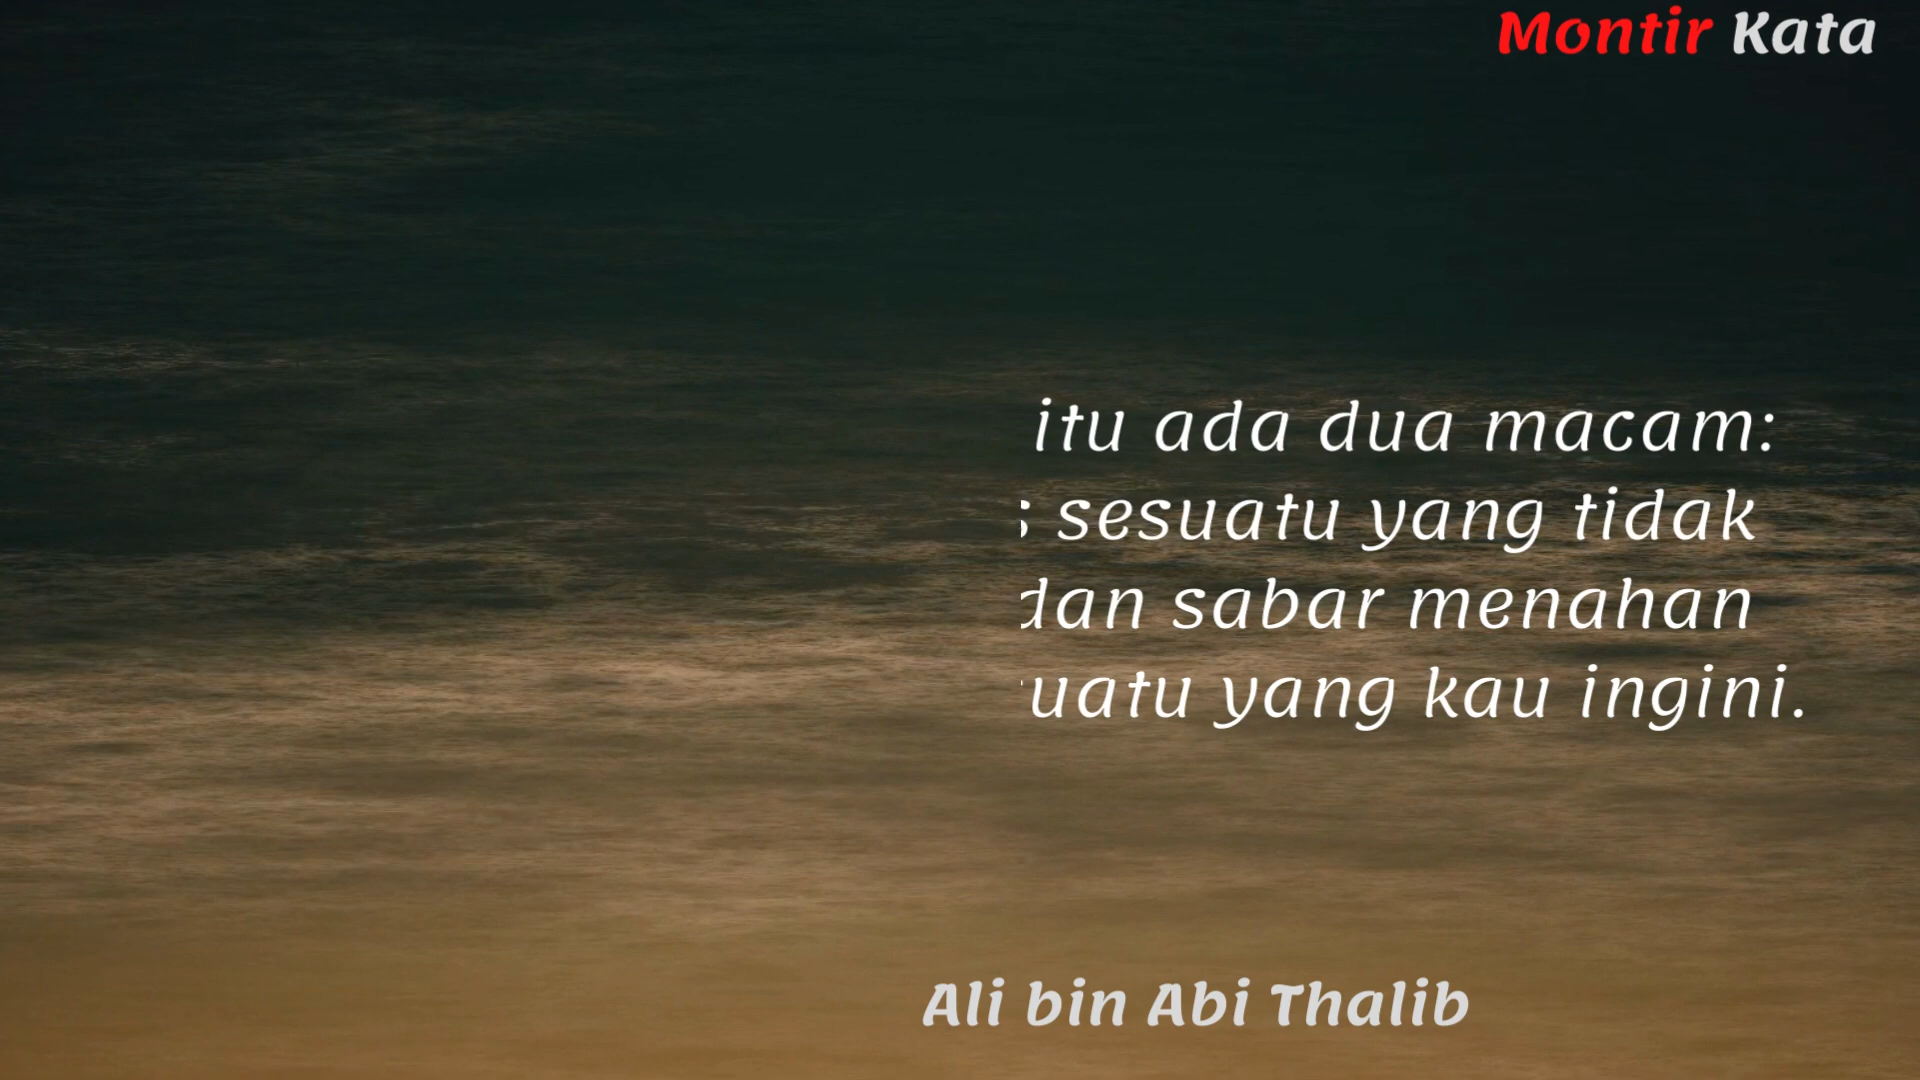 Montir Kata
itu ada dua macam:
sesuatu yang tidak
dan sabar menahan
uatu yang kau ingini.
Ali bin Abi Thalib